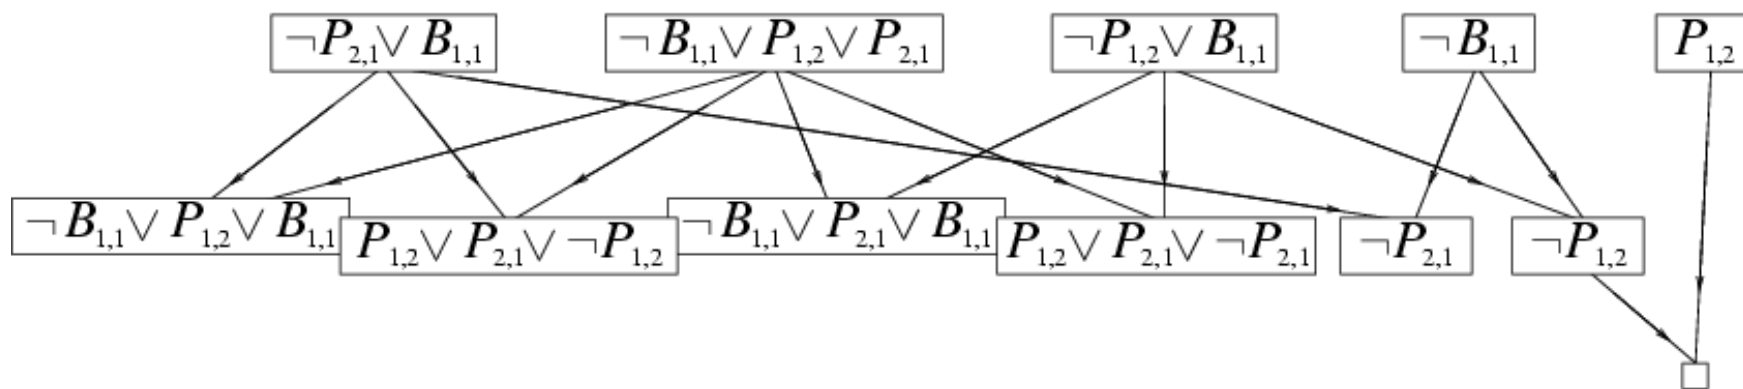 ¬P₂,₁ ∨ B₁,₁
¬B₁,₁ ∨ P₁,₂ ∨ P₂,₁
¬P₁,₂ ∨ B₁,₁
¬B₁,₁
P₁,₂
¬B₁,₁ ∨ P₁,₂ ∨ B₁,₁
P₁,₂ ∨ P₂,₁ ∨ ¬P₁,₂
¬B₁,₁ ∨ P₂,₁ ∨ B₁,₁
P₁,₂ ∨ P₂,₁ ∨ ¬P₂,₁
¬P₂,₁
¬P₁,₂